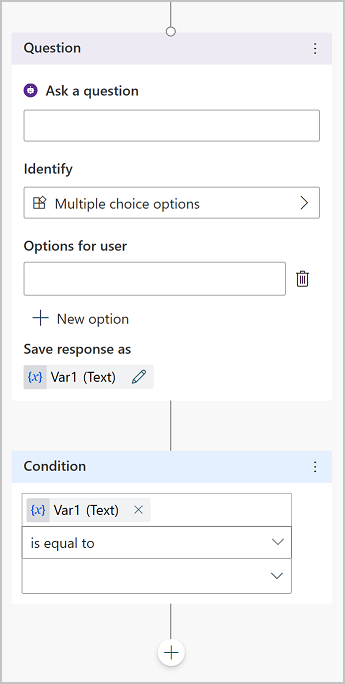 Question
Ask a question
Identify
Multiple choice options
Options for user
New option
Save response as
{x} Var1 (Text)
Condition
{x} Var1 (Text)
is equal to